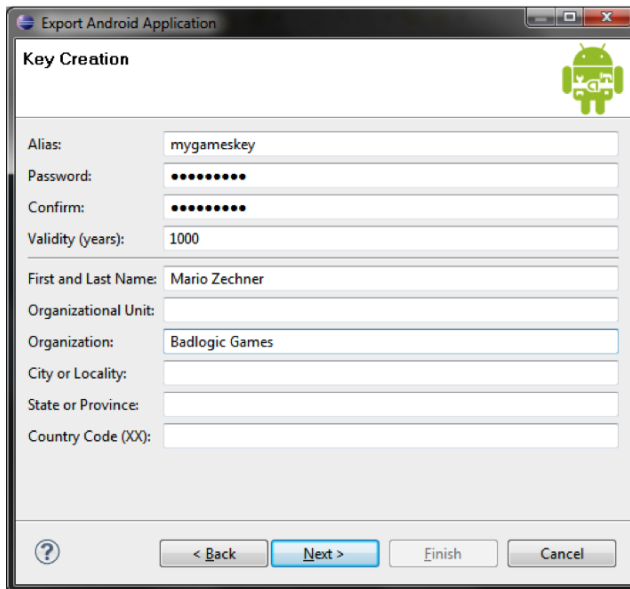 Export Android Application
Key Creation
Alias: mygameskey
Password: •••••••••
Confirm: •••••••••
Validity (years): 1000
First and Last Name: Mario Zechner
Organizational Unit:
Organization: Badlogic Games
City or Locality:
State or Province:
Country Code (XX):
? < Back Next > Finish Cancel